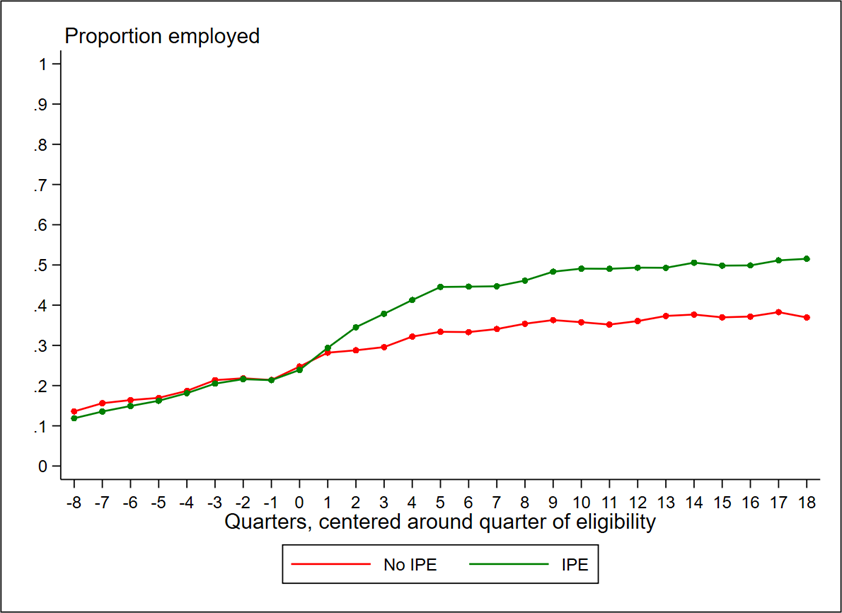 Proportion employed
1
.9
.8
.7
.6
.5
.4
.3
.2
.1
0
-8 -7 -6 -5 -4 -3 -2 -1 0 1 2 3 4 5 6 7 8 9 10 11 12 13 14 15 16 17 18
Quarters, centered around quarter of eligibility
No IPE IPE